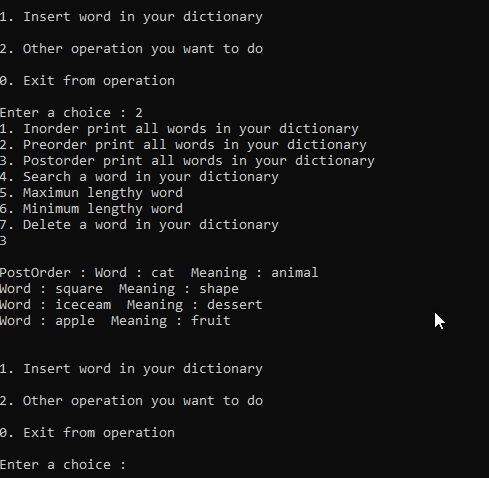 1. Insert word in your dictionary
2. Other operation you want to do
0. Exit from operation
Enter a choice : 2
1. Inorder print all words in your dictionary
2. Preorder print all words in your dictionary
3. Postorder print all words in your dictionary
4. Search a word in your dictionary
5. Maximun lengthy word
6. Minimum lengthy word
7. Delete a word in your dictionary
3
PostOrder : Word : cat  Meaning : animal
Word : square  Meaning : shape
Word : iceceam  Meaning : dessert
Word : apple  Meaning : fruit
1. Insert word in your dictionary
2. Other operation you want to do
0. Exit from operation
Enter a choice :